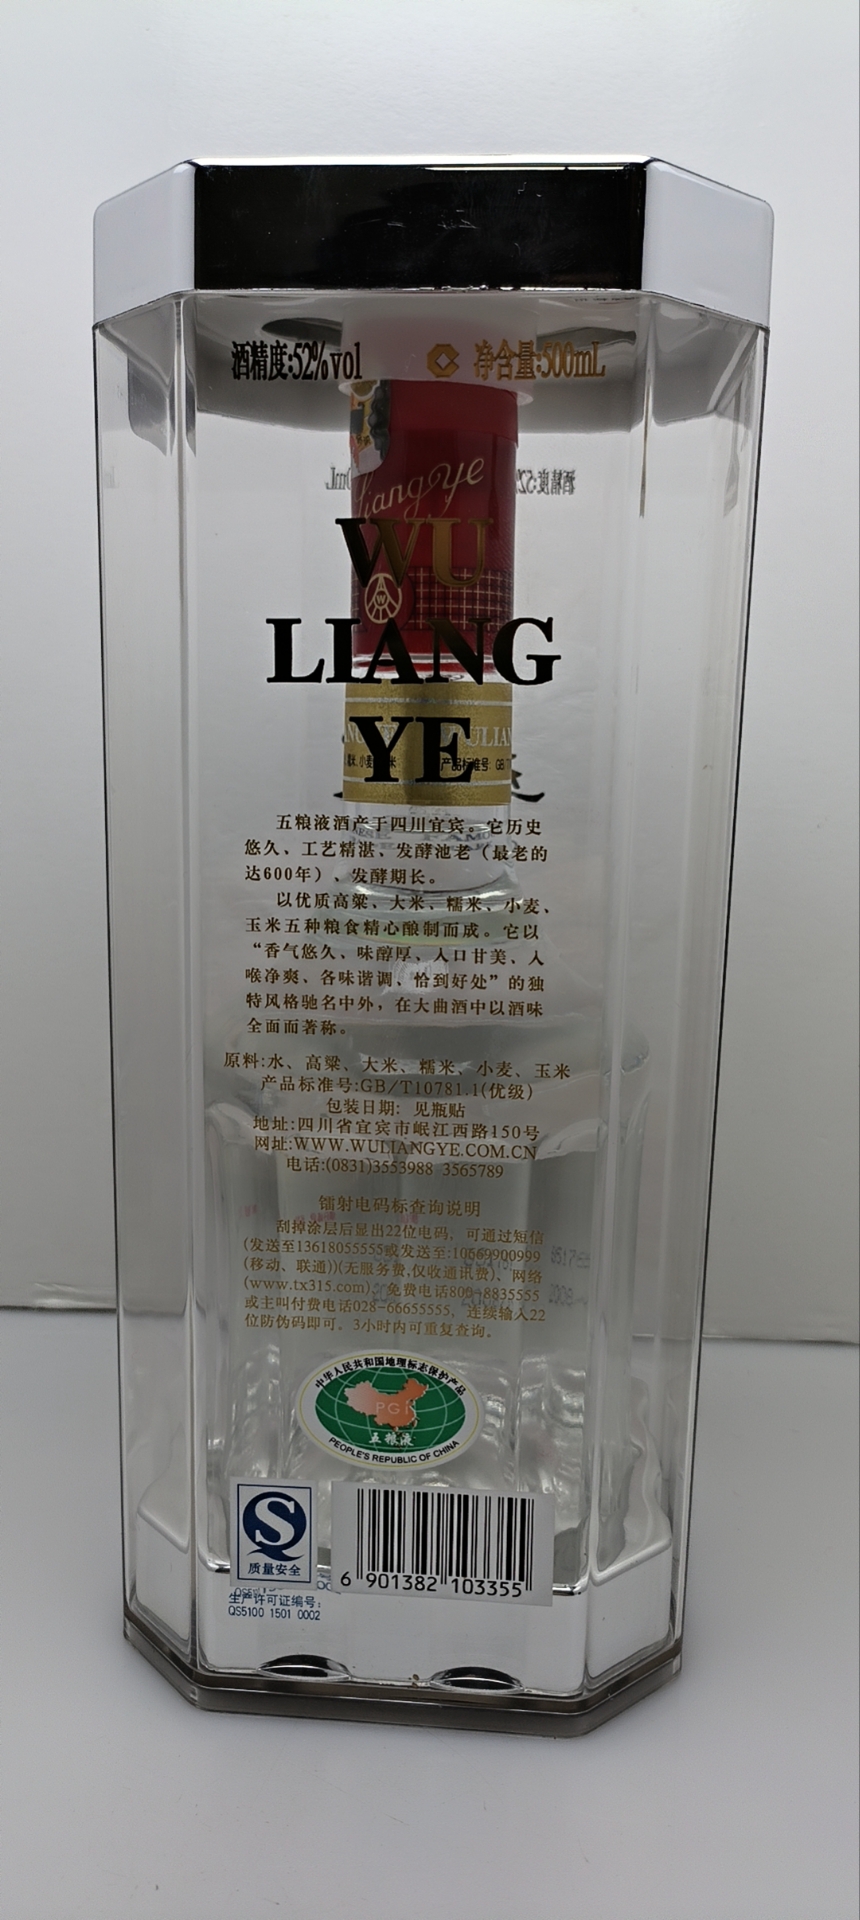 酒精度:52%vol 净含量:500mL
liangye
WU
LIANG
YE
产品标准号 GB
五粮液酒产于四川宜宾。它历史
悠久、工艺精湛、发酵池老（最老的
达600年）、发酵期长。
以优质高粱、大米、糯米、小麦、
玉米五种粮食精心酿制而成。它以
“香气悠久、味醇厚、入口甘美、入
喉净爽、各味谐调、恰到好处”的独
特风格驰名中外，在大曲酒中以酒味
全面而著称。
原料:水、高粱、大米、糯米、小麦、玉米
产品标准号:GB/T10781.1(优级)
包装日期: 见瓶贴
地址:四川省宜宾市岷江西路150号
网址:WWW.WULIANGYE.COM.CN
电话:(0831)3553988 3565789
镭射电码标查询说明
刮掉涂层后显出22位电码，可通过短信
(发送至13618055555或发送至:10669900999
(移动、联通))(无服务费,仅收通讯费)、网络
(www.tx315.com)、免费电话800-8835555
或主叫付费电话028-66655555，连续输入22
位防伪码即可。3小时内可重复查询。
中华人民共和国地理标志保护产品
PGI
五粮液
PEOPLE'S REPUBLIC OF CHINA
质量安全
6 901382 103355
生产许可证编号:
QS5100 1501 0002